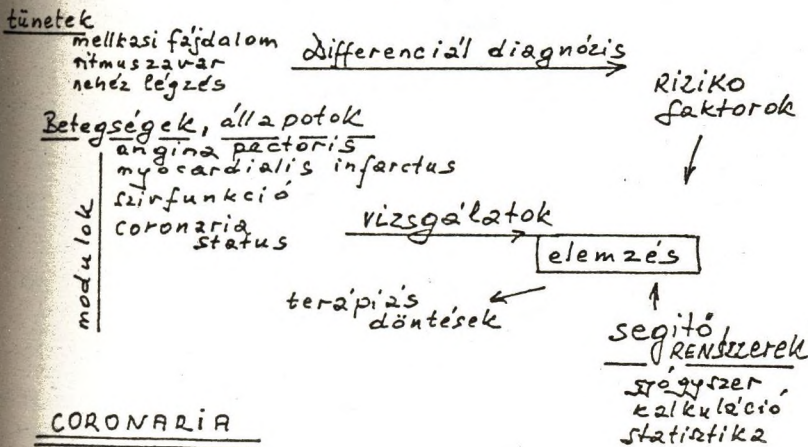 tünetek
mellkasi fájdalom
ritmuszavar
nehéz légzés
Differenciál diagnózis
RiZiKO
faktorok
Betegségek, állapotok
angina pectoris
myocardialis infarctus
szívfunkció
coronaria
status
modulok
vizsgálatok
elemzés
terápiás
döntések
segítő
RENSZZerek
gyógyszer
kalkuláció
statisztika
CORONARIA